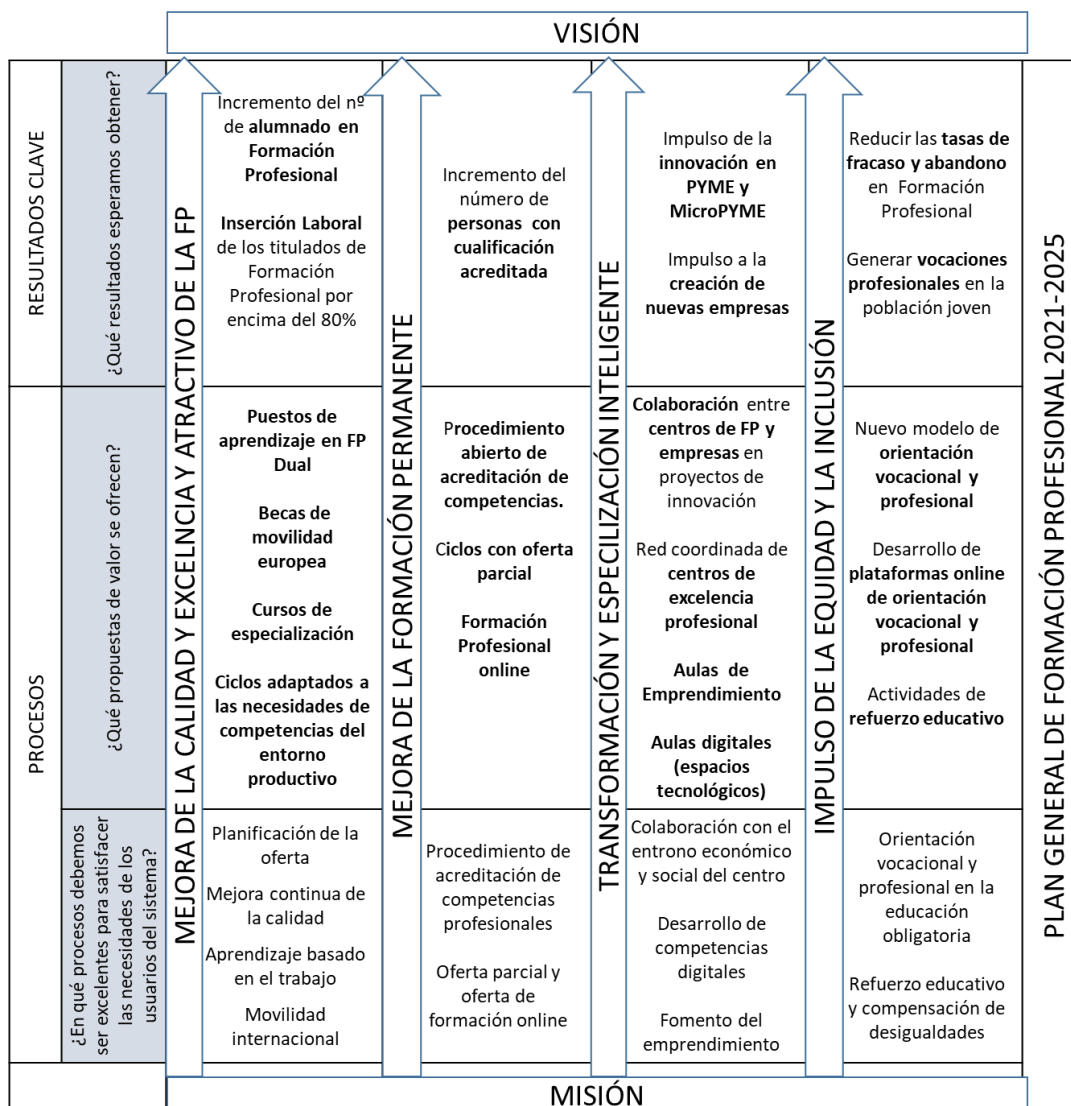 VISIÓN
RESULTADOS CLAVE
¿Qué resultados esperamos obtener?
MEJORA DE LA CALIDAD Y EXCELENCIA Y ATRACTIVO DE LA FP
Incremento del nº
de alumnado en
Formación
Profesional
Inserción Laboral
de los titulados de
Formación
Profesional por
encima del 80%
MEJORA DE LA FORMACIÓN PERMANENTE
Incremento del
número de
personas con
cualificación
acreditada
TRANSFORMACIÓN Y ESPECILIZACIÓN INTELIGENTE
Impulso de la
innovación en
PYME y
MicroPYME
Impulso a la
creación de
nuevas empresas
IMPULSO DE LA EQUIDAD Y LA INCLUSIÓN
Reducir las tasas de
fracaso y abandono
en Formación
Profesional
Generar vocaciones
profesionales en la
población joven
PLAN GENERAL DE FORMACIÓN PROFESIONAL 2021-2025
PROCESOS
¿Qué propuestas de valor se ofrecen?
Puestos de
aprendizaje en FP
Dual
Becas de
movilidad
europea
Cursos de
especialización
Ciclos adaptados a
las necesidades de
competencias del
entorno
productivo
Procedimiento
abierto de
acreditación de
competencias.
Ciclos con oferta
parcial
Formación
Profesional
online
Colaboración entre
centros de FP y
empresas en
proyectos de
innovación
Red coordinada de
centros de
excelencia
profesional
Aulas de
Emprendimiento
Aulas digitales
(espacios
tecnológicos)
Nuevo modelo de
orientación
vocacional y
profesional
Desarrollo de
plataformas online
de orientación
vocacional y
profesional
Actividades de
refuerzo educativo
¿En qué procesos debemos
ser excelentes para satisfacer
las necesidades de los
usuarios del sistema?
Planificación de la
oferta
Mejora continua de
la calidad
Aprendizaje basado
en el trabajo
Movilidad
internacional
Procedimiento de
acreditación de
competencias
profesionales
Oferta parcial y
oferta de
formación online
Colaboración con el
entrono económico
y social del centro
Desarrollo de
competencias
digitales
Fomento del
emprendimiento
Orientación
vocacional y
profesional en la
educación
obligatoria
Refuerzo educativo
y compensación de
desigualdades
MISIÓN